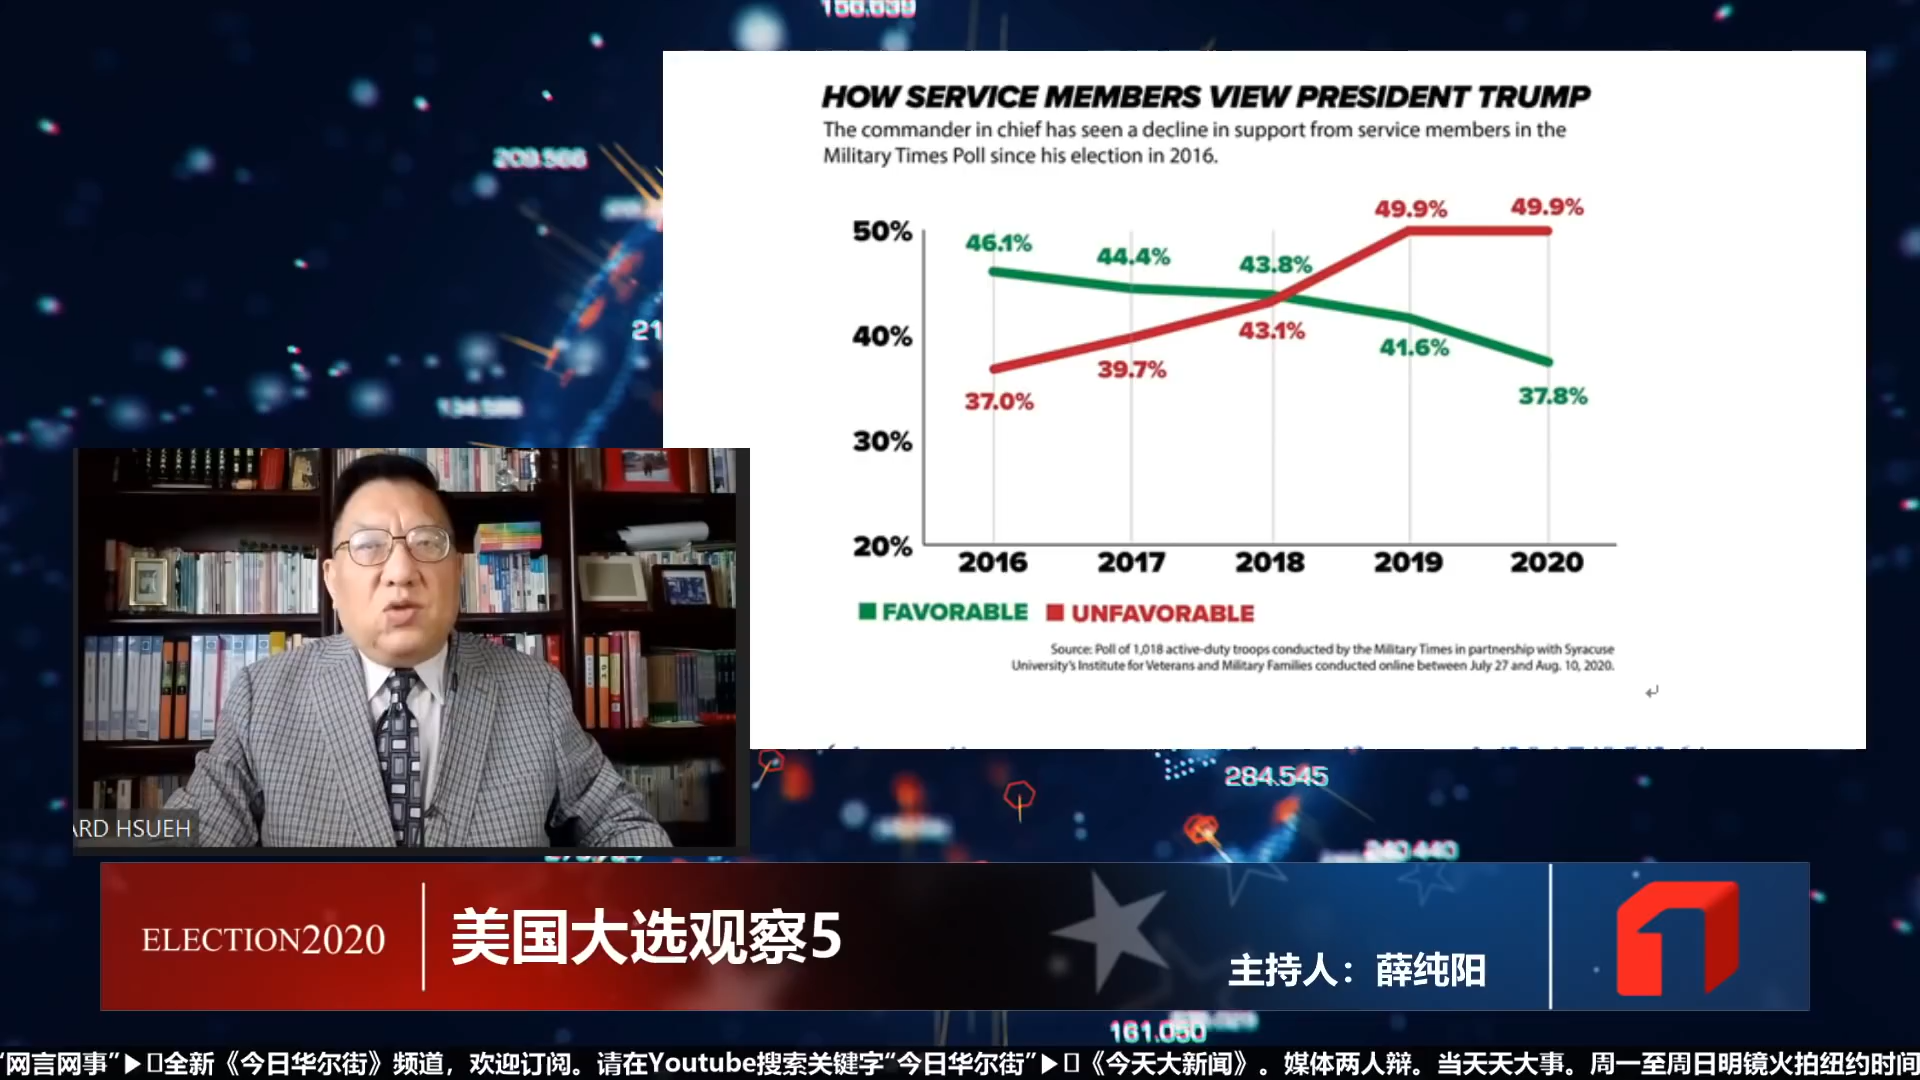 HOW SERVICE MEMBERS VIEW PRESIDENT TRUMP
The commander in chief has seen a decline in support from service members in the
Military Times Poll since his election in 2016.
50%
40%
30%
20%
46.1%
44.4%
43.8%
41.6%
37.8%
37.0%
39.7%
43.1%
49.9%
49.9%
2016 2017 2018 2019 2020
FAVORABLE UNFAVORABLE
Source: Poll of 1,018 active-duty troops conducted by the Military Times in partnership with Syracuse
University's Institute for Veterans and Military Families conducted online between July 27 and Aug. 10, 2020.
209.566
284.545
161.050
ARD HSUEH
ELECTION2020
美国大选观察5
主持人：薛纯阳
“网言网事”▶全新《今日华尔街》频道，欢迎订阅。请在Youtube搜索关键字“今日华尔街”▶《今天大新闻》。媒体两人辩。当天天大事。周一至周日明镜火拍纽约时间